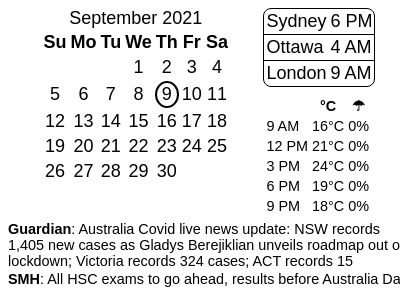 September 2021
Su Mo Tu We Th Fr Sa
1 2 3 4
5 6 7 8 9 10 11
12 13 14 15 16 17 18
19 20 21 22 23 24 25
26 27 28 29 30
Sydney 6 PM
Ottawa 4 AM
London 9 AM
°C ☂
9 AM 16°C 0%
12 PM 21°C 0%
3 PM 24°C 0%
6 PM 19°C 0%
9 PM 18°C 0%
Guardian: Australia Covid live news update: NSW records
1,405 new cases as Gladys Berejiklian unveils roadmap out o
lockdown; Victoria records 324 cases; ACT records 15
SMH: All HSC exams to go ahead, results before Australia Da